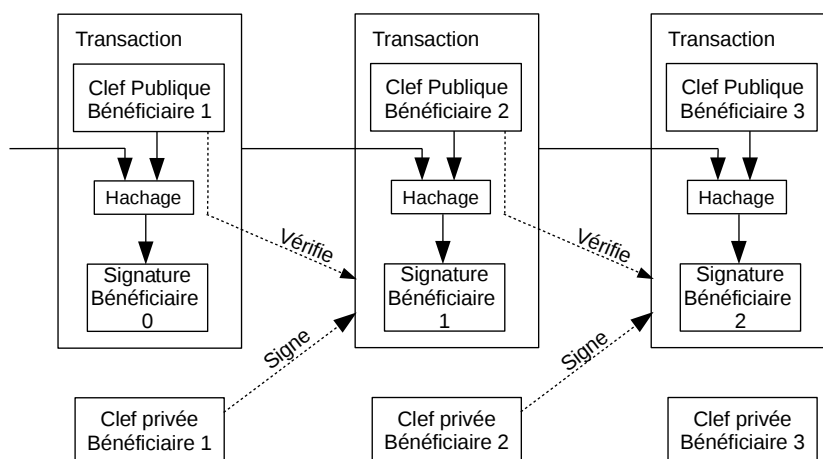 Transaction
Clef Publique
Bénéficiaire 1
Hachage
Signature
Bénéficiaire
0
Vérifie
Signe
Clef privée
Bénéficiaire 1
Transaction
Clef Publique
Bénéficiaire 2
Hachage
Signature
Bénéficiaire
1
Vérifie
Signe
Clef privée
Bénéficiaire 2
Transaction
Clef Publique
Bénéficiaire 3
Hachage
Signature
Bénéficiaire
2
Clef privée
Bénéficiaire 3